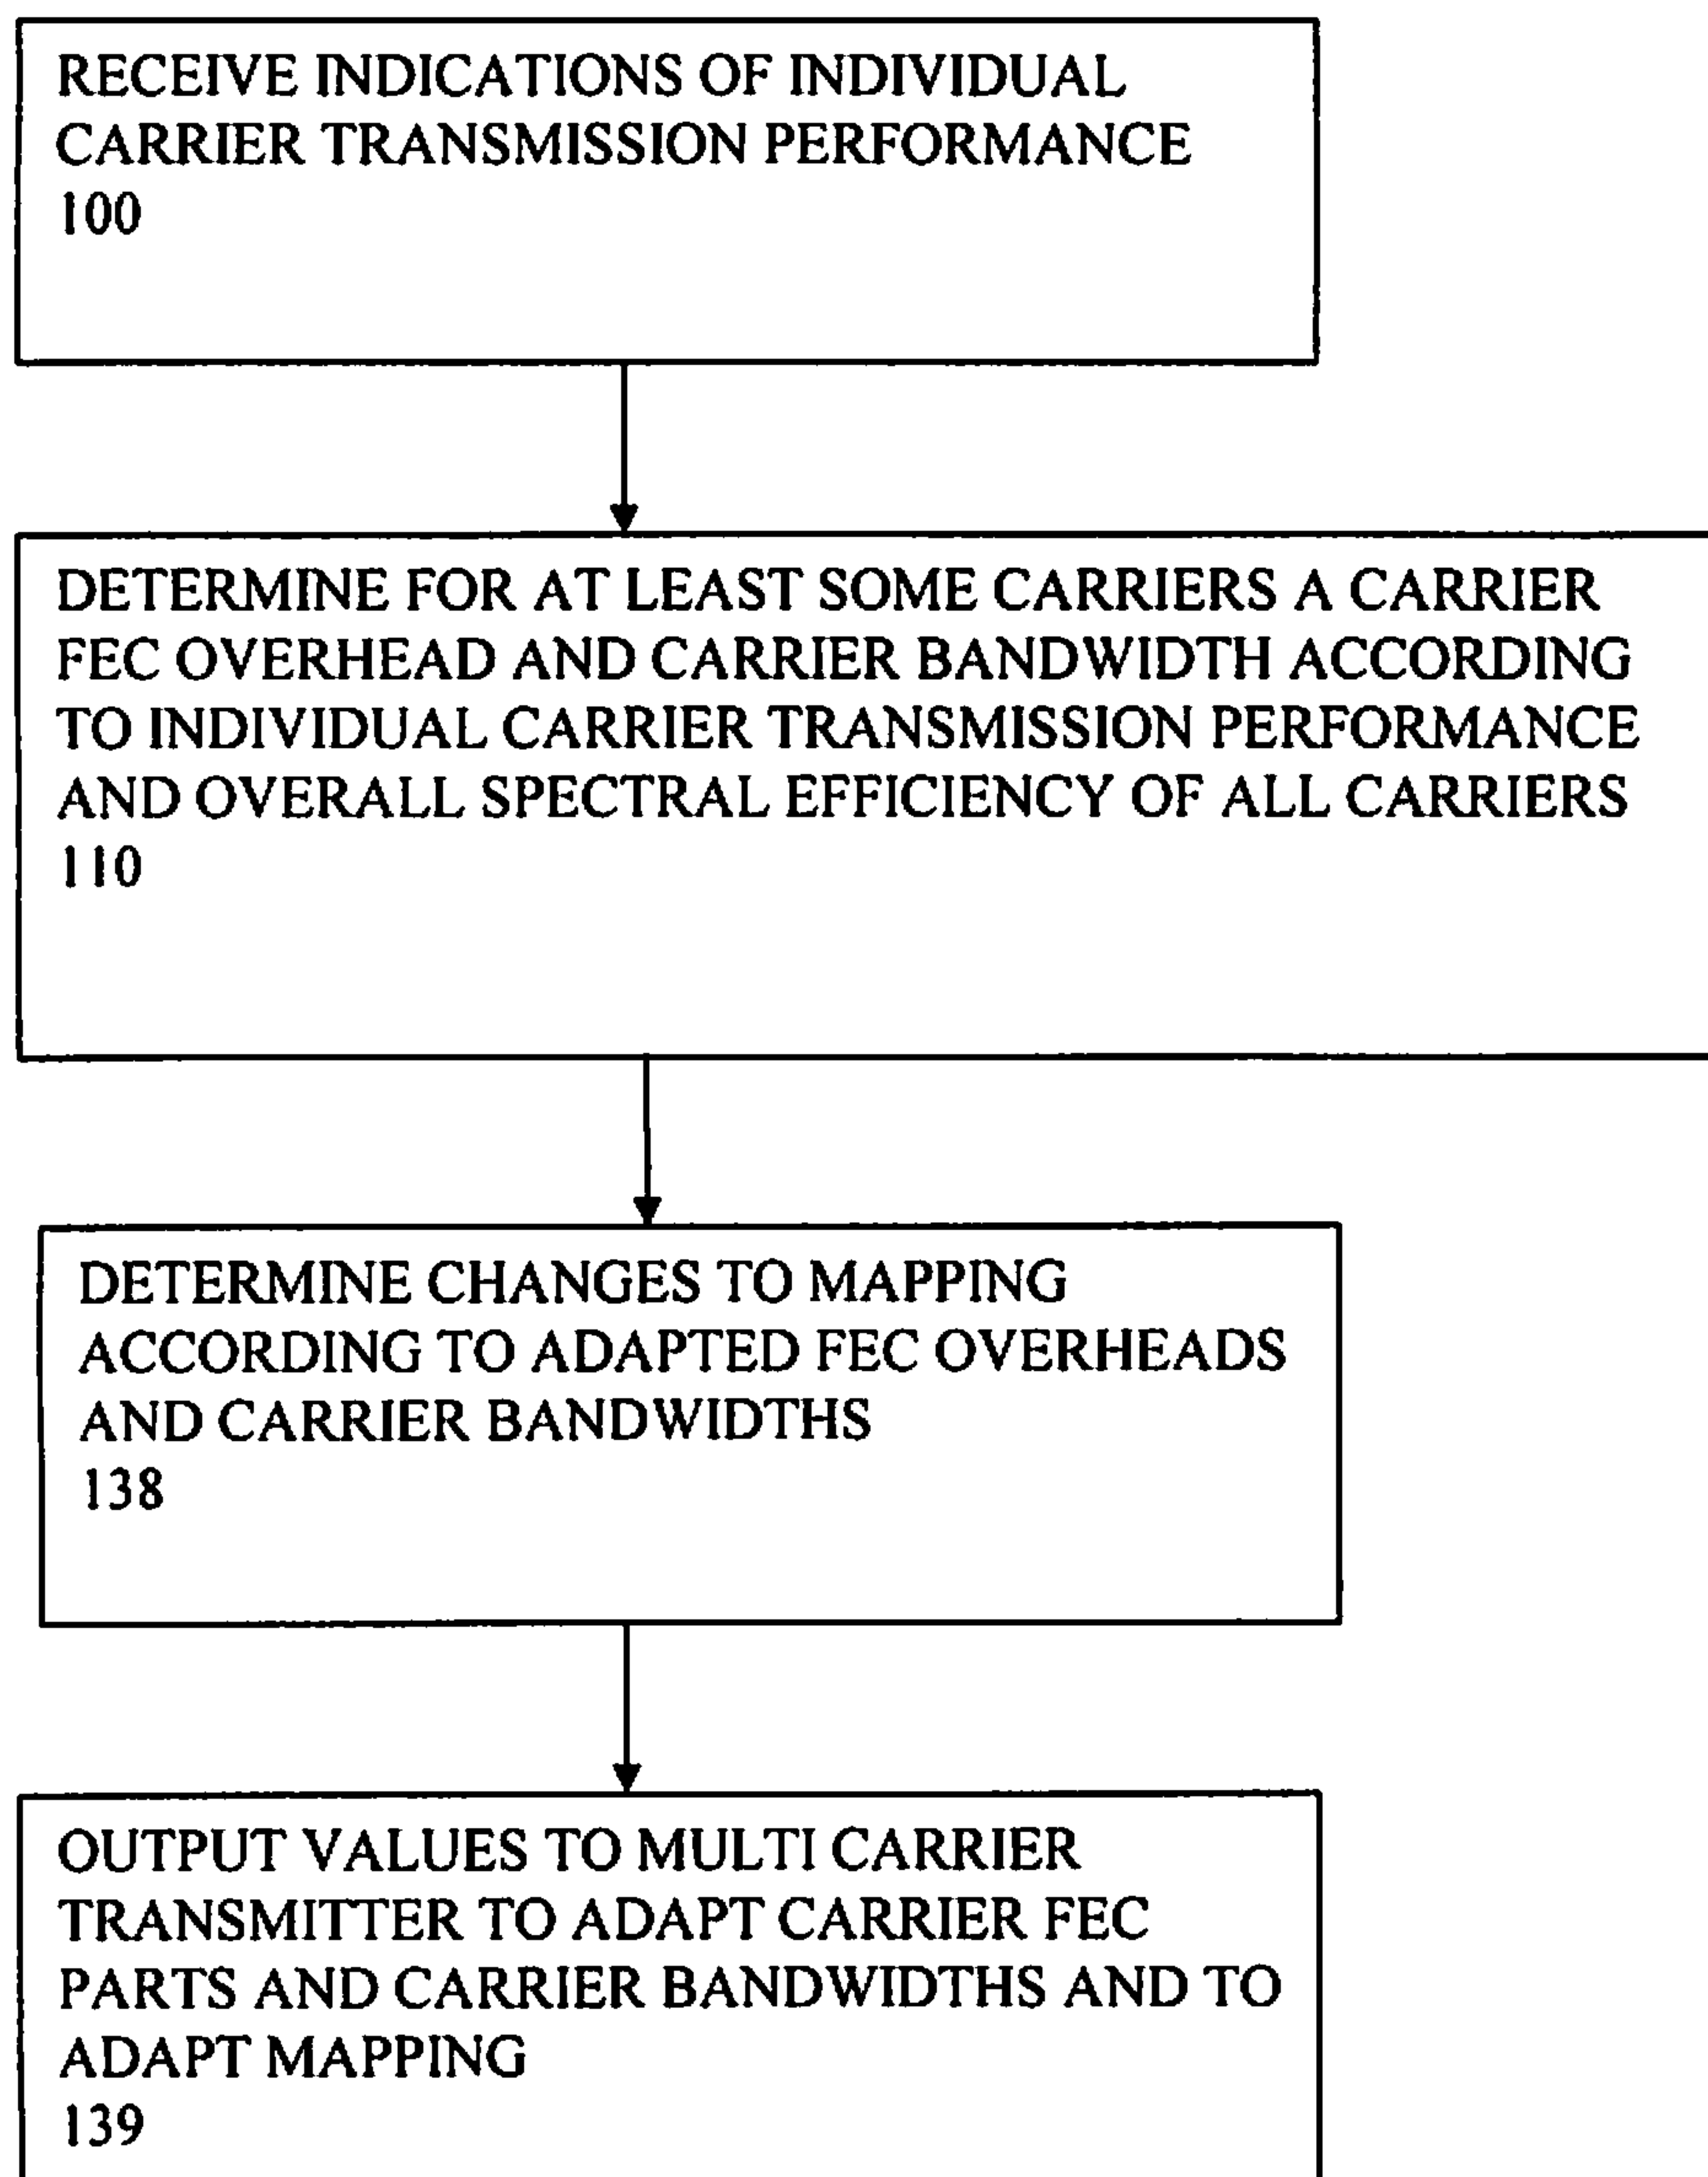 RECEIVE INDICATIONS OF INDIVIDUAL
CARRIER TRANSMISSION PERFORMANCE
100
DETERMINE FOR AT LEAST SOME CARRIERS A CARRIER
FEC OVERHEAD AND CARRIER BANDWIDTH ACCORDING
TO INDIVIDUAL CARRIER TRANSMISSION PERFORMANCE
AND OVERALL SPECTRAL EFFICIENCY OF ALL CARRIERS
110
DETERMINE CHANGES TO MAPPING
ACCORDING TO ADAPTED FEC OVERHEADS
AND CARRIER BANDWIDTHS
138
OUTPUT VALUES TO MULTI CARRIER
TRANSMITTER TO ADAPT CARRIER FEC
PARTS AND CARRIER BANDWIDTHS AND TO
ADAPT MAPPING
139